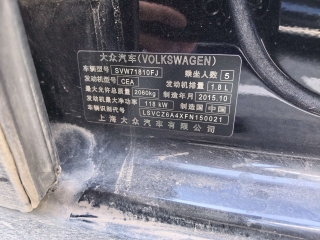 大众汽车(VOLKSWAGEN)
车辆型号 SVW71810FJ 乘坐人数 5
发动机型号 CEA 发动机排量 1.8 L
最大允许总质量 2060kg 制造年月 2015.10
发动机最大净功率 118 kW 制造国 中国
车辆识别代号 LSVCZ6A4XFN150021
上海大众汽车有限公司